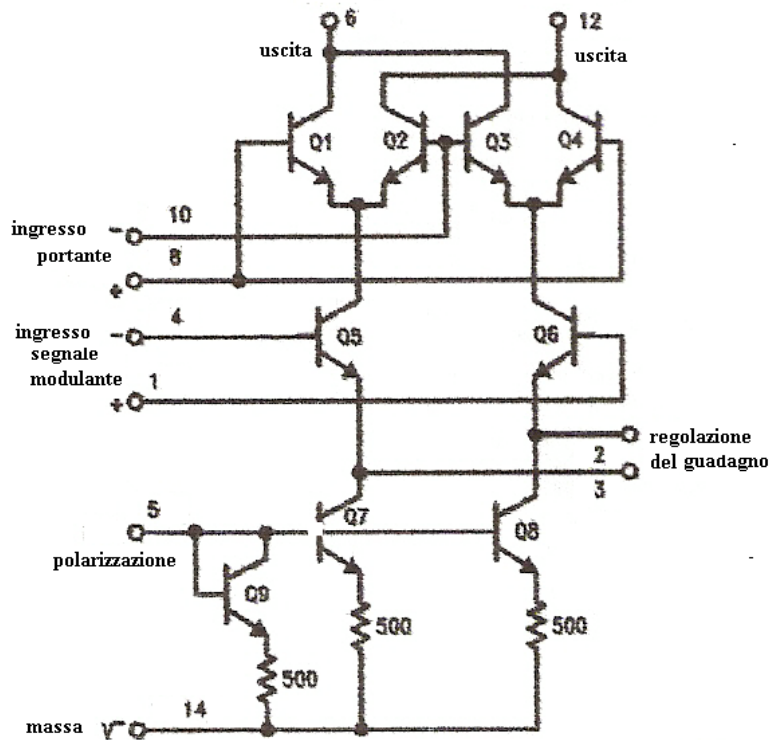 6
12
uscita
uscita
Q1
Q2
Q3
Q4
ingresso
portante
- 10
8
+
ingresso
segnale
modulante
- 4
Q5
Q6
1
+
regolazione
del guadagno
2
3
5
polarizzazione
Q7
Q8
Q9
500
500
500
massa
V- 14